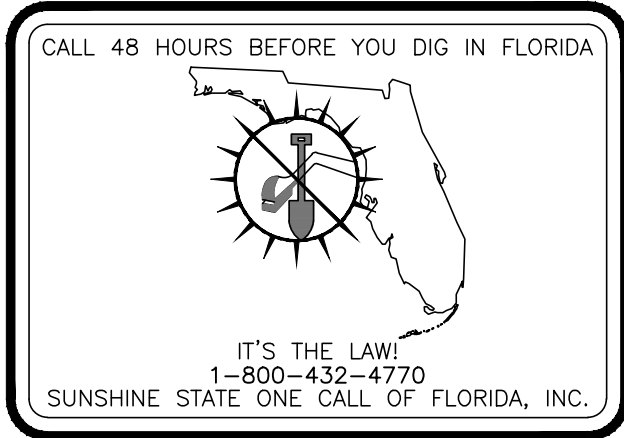 CALL 48 HOURS BEFORE YOU DIG IN FLORIDA
IT'S THE LAW!
1-800-432-4770
SUNSHINE STATE ONE CALL OF FLORIDA, INC.